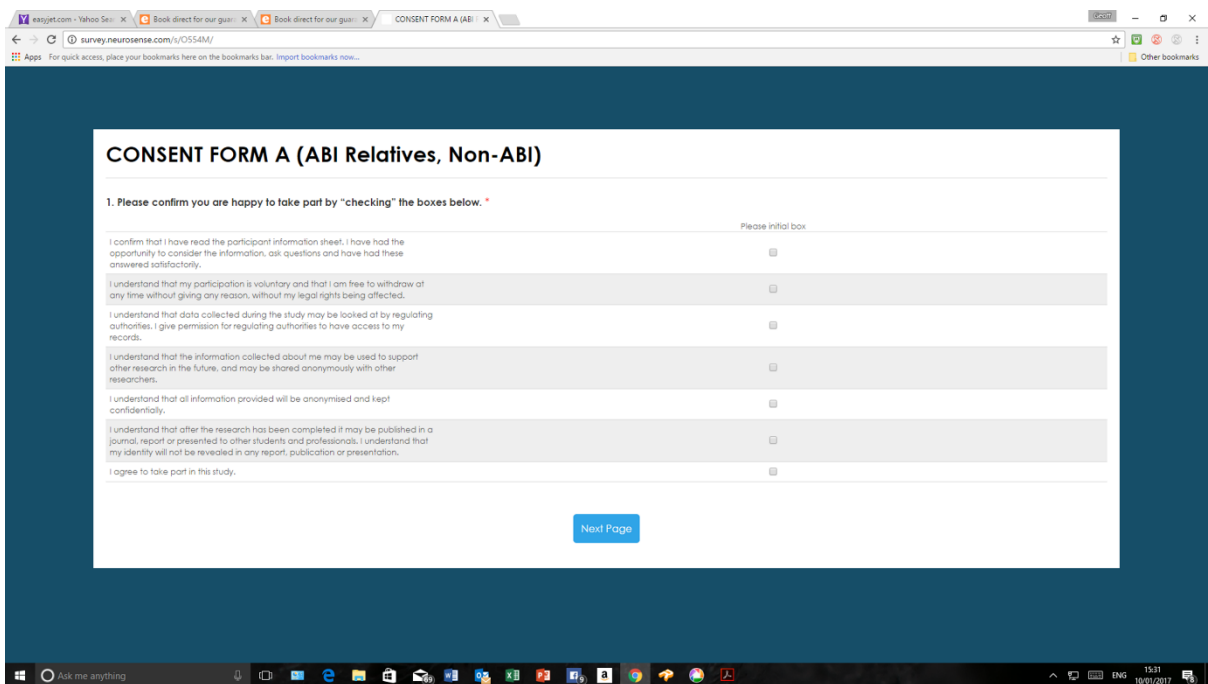 easyjet.com - Yahoo Sea
Book direct for our guar
Book direct for our guar
CONSENT FORM A (ABI
Geoff
survey.neurosense.com/s/O554M/
Apps For quick access, place your bookmarks here on the bookmarks bar. Import bookmarks now...
Other bookmarks
CONSENT FORM A (ABI Relatives, Non-ABI)
1. Please confirm you are happy to take part by “checking” the boxes below. *
Please initial box
I confirm that I have read the participant information sheet. I have had the
opportunity to consider the information, ask questions and have had these
answered satisfactorily.
I understand that my participation is voluntary and that I am free to withdraw at
any time without giving any reason, without my legal rights being affected.
I understand that data collected during the study may be looked at by regulating
authorities. I give permission for regulating authorities to have access to my
records.
I understand that the information collected about me may be used to support
other research in the future, and may be shared anonymously with other
researchers.
I understand that all information provided will be anonymised and kept
confidentially.
I understand that after the research has been completed it may be published in a
journal, report or presented to other students and professionals. I understand that
my identity will not be revealed in any report, publication or presentation.
I agree to take part in this study.
Next Page
Ask me anything
ENG
15:31
10/01/2017